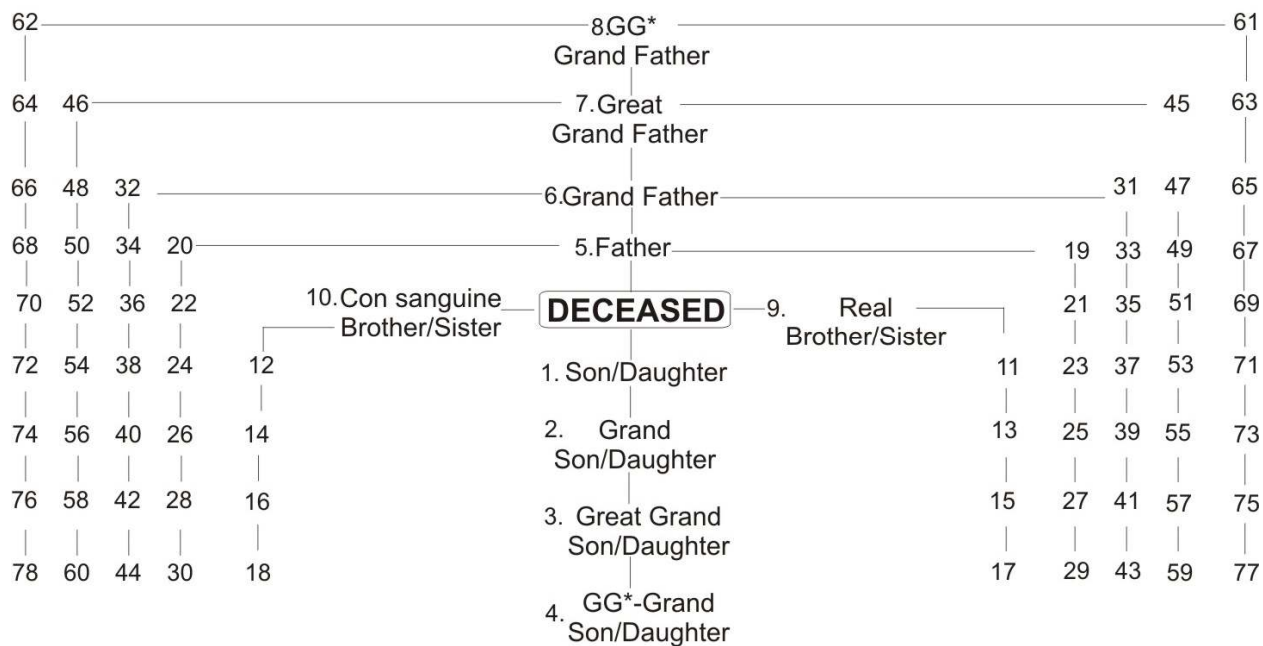 62 8.GG* 61
Grand Father
64 46 7.Great 45 63
Grand Father
66 48 32 6.Grand Father 31 47 65
68 50 34 20 5.Father 19 33 49 67
70 52 36 22 10.Con sanguine DECEASED 9. Real 21 35 51 69
Brother/Sister Brother/Sister
72 54 38 24 12 1. Son/Daughter 11 23 37 53 71
74 56 40 26 14 2. Grand 13 25 39 55 73
Son/Daughter
76 58 42 28 16 3. Great Grand 15 27 41 57 75
Son/Daughter
78 60 44 30 18 17 29 43 59 77
4. GG*-Grand
Son/Daughter